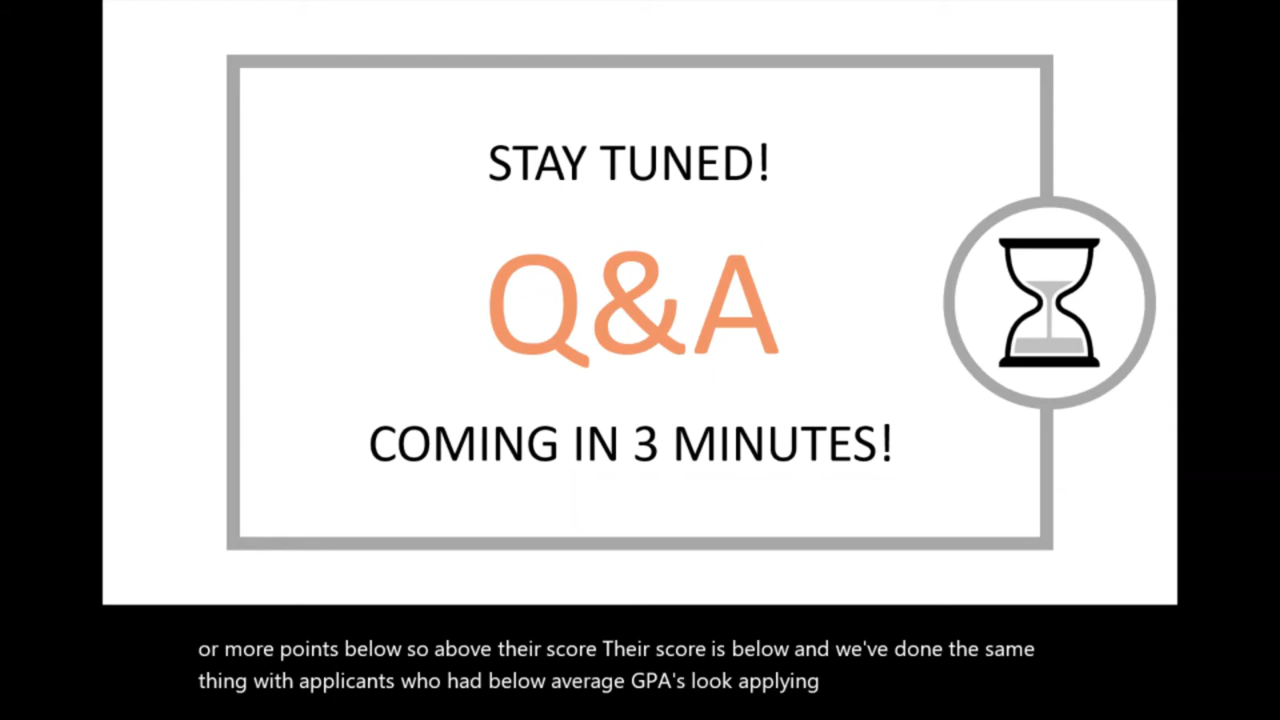 STAY TUNED!
Q&A
COMING IN 3 MINUTES!
or more points below so above their score Their score is below and we've done the same
thing with applicants who had below average GPA's look applying